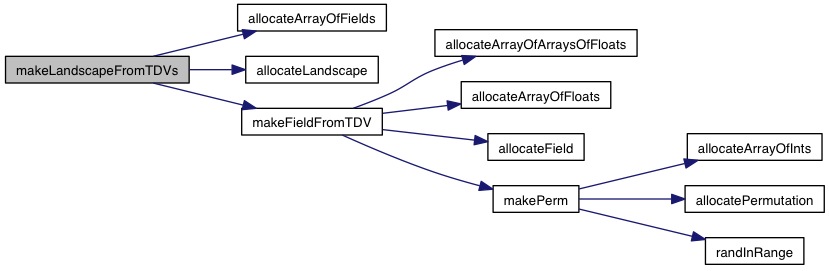 allocateArrayOfFields
makeLandscapeFromTDVs
allocateLandscape
makeFieldFromTDV
allocateArrayOfArraysOfFloats
allocateArrayOfFloats
allocateField
makePerm
allocateArrayOfInts
allocatePermutation
randInRange